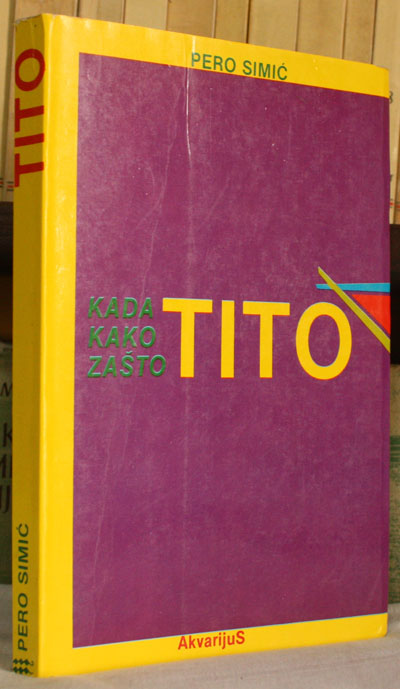 TITO
PERO SIMIĆ
PERO SIMIĆ
KADA
KAKO
ZAŠTO
TITO
AkvarijuS